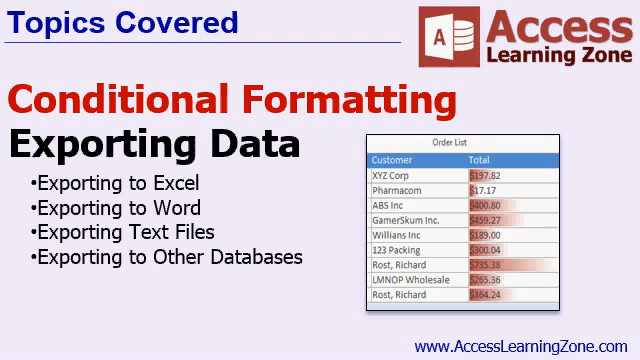 Topics Covered
A
Access
Learning Zone
Conditional Formatting
Exporting Data
•Exporting to Excel
•Exporting to Word
•Exporting Text Files
•Exporting to Other Databases
Order List
Customer Total
XYZ Corp $197.82
Pharmacom $17.17
ABS Inc $400.80
GamerSkum Inc. $459.27
Willians Inc $189.00
123 Packing $300.04
Rost, Richard $735.38
LMNOP Wholesale $265.36
Rost, Richard $364.24
www.AccessLearningZone.com